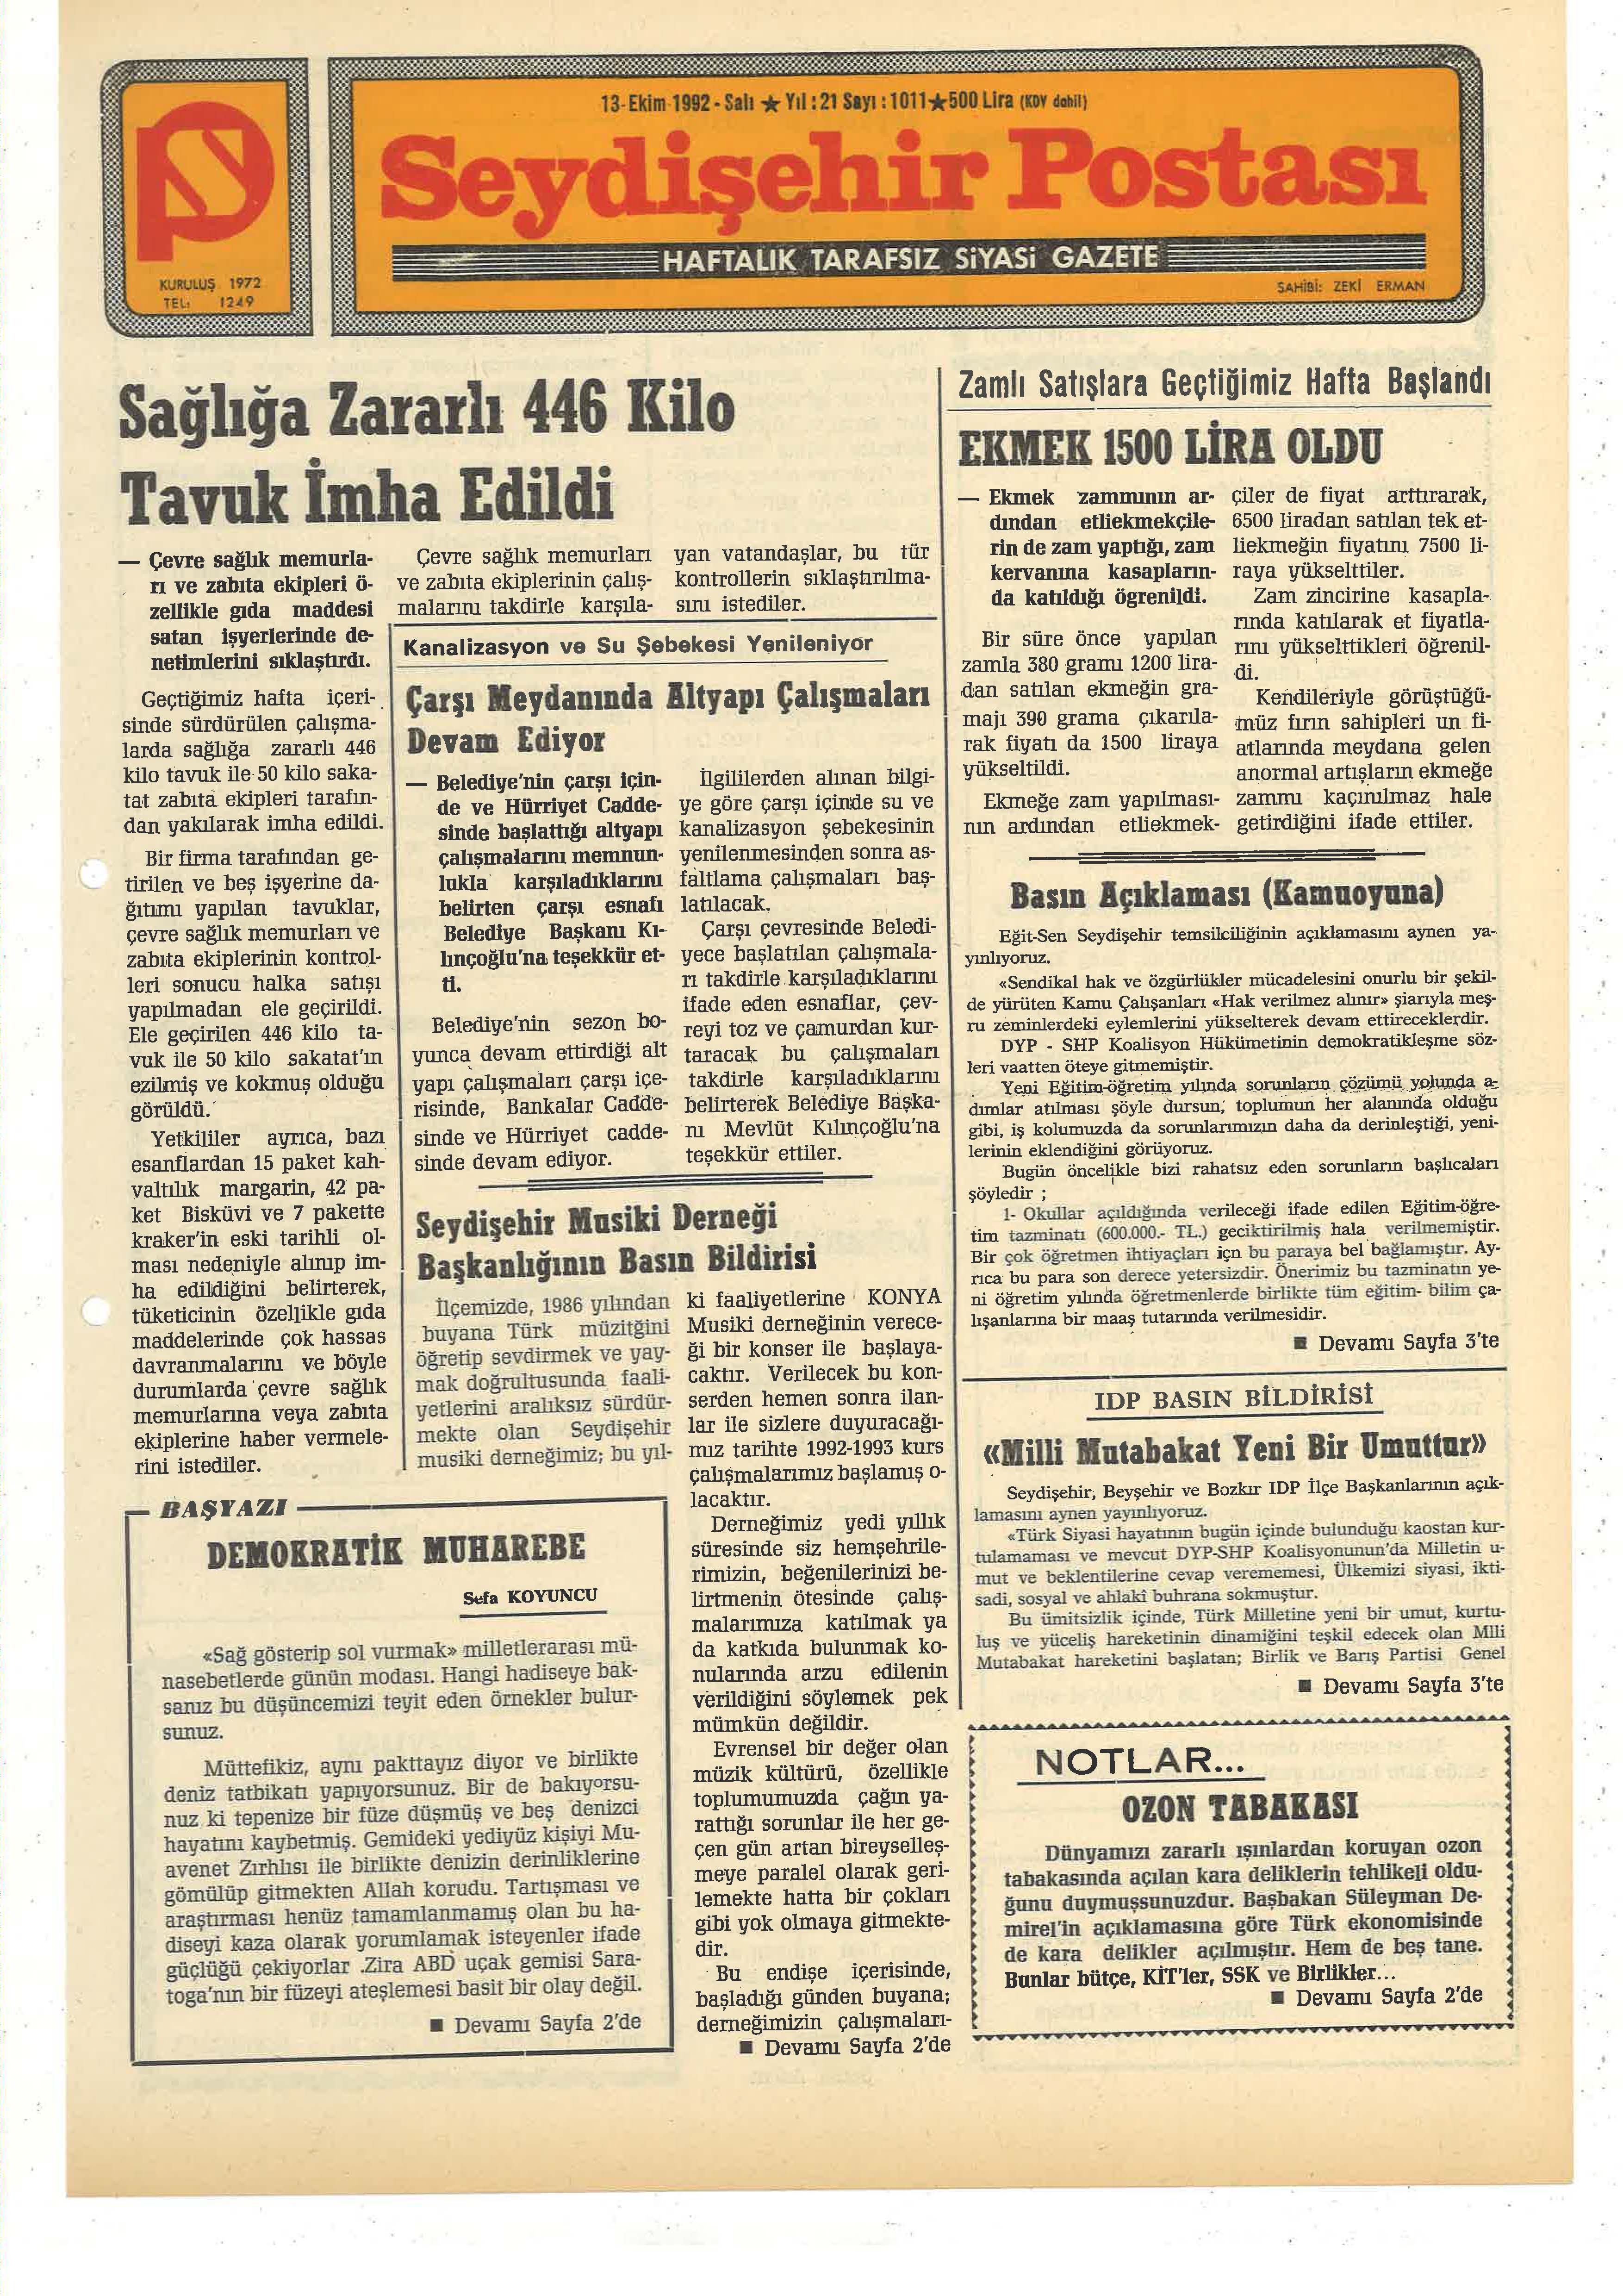 KURULUŞ 1972
TEL: 1249
13-Ekim-1992 - Salı ★ Yıl : 21 Sayı : 1011 ★ 500 Lira (KDV dahil)
Seydişehir Postası
HAFTALIK TARAFSIZ SİYASİ GAZETE
SAHİBİ: ZEKİ ERMAN
Sağlığa Zararlı 446 Kilo
Tavuk İmha Edildi
— Çevre sağlık memurla-
rı ve zabıta ekipleri ö-
zellikle gıda maddesi
satan işyerlerinde de-
netimlerini sıklaştırdı.
Geçtiğimiz hafta içeri-
sinde sürdürülen çalışma-
larda sağlığa zararlı 446
kilo tavuk ile 50 kilo saka-
tat zabıta ekipleri tarafın-
dan yakılarak imha edildi.
Bir firma tarafından ge-
tirilen ve beş işyerine da-
ğıtımı yapılan tavuklar,
çevre sağlık memurları ve
zabıta ekiplerinin kontrol-
leri sonucu halka satışı
yapılmadan ele geçirildi.
Ele geçirilen 446 kilo ta-
vuk ile 50 kilo sakatat'ın
ezilmiş ve kokmuş olduğu
görüldü.
Yetkililer ayrıca, bazı
esanflardan 15 paket kah-
valtılık margarin, 42 pa-
ket Bisküvi ve 7 pakette
kraker'in eski tarihli ol-
ması nedeniyle alınıp im-
ha edildiğini belirterek,
tüketicinin özellikle gıda
maddelerinde çok hassas
davranmalarını ve böyle
durumlarda çevre sağlık
memurlarına veya zabıta
ekiplerine haber vermele-
rini istediler.
Çevre sağlık memurları
ve zabıta ekiplerinin çalış-
malarını takdirle karşıla-
yan vatandaşlar, bu tür
kontrollerin sıklaştırılma-
sını istediler.
Kanalizasyon ve Su Şebekesi Yenileniyor
Çarşı Meydanında Altyapı Çalışmaları
Devam Ediyor
— Belediye'nin çarşı için-
de ve Hürriyet Cadde-
sinde başlattığı altyapı
çalışmalarını memnun-
lukla karşıladıklarını
belirten çarşı esnafı
Belediye Başkanı Kı-
lınçoğlu'na teşekkür et-
ti.
Belediye'nin sezon bo-
yunca devam ettirdiği alt
yapı çalışmaları çarşı içe-
risinde, Bankalar Cadde-
sinde ve Hürriyet cadde-
sinde devam ediyor.
İlgililerden alınan bilgi-
ye göre çarşı içinde su ve
kanalizasyon şebekesinin
yenilenmesinden sonra as-
faltlama çalışmaları baş-
latılacak.
Çarşı çevresinde Beledi-
yece başlatılan çalışmala-
rı takdirle karşıladıklarını
ifade eden esnaflar, çev-
reyi toz ve çamurdan kur-
taracak bu çalışmaları
takdirle karşıladıklarını
belirterek Belediye Başka-
nı Mevlüt Kılınçoğlu'na
teşekkür ettiler.
Seydişehir Musiki Derneği
Başkanlığının Basın Bildirisi
İlçemizde, 1986 yılından
buyana Türk müzitğini
öğretip sevdirmek ve yay-
mak doğrultusunda faali-
yetlerini aralıksız sürdür-
mekte olan Seydişehir
musiki derneğimiz; bu yıl-
ki faaliyetlerine KONYA
Musiki derneğinin verece-
ği bir konser ile başlaya-
caktır. Verilecek bu kon-
serden hemen sonra ilan-
lar ile sizlere duyuracağı-
mız tarihte 1992-1993 kurs
çalışmalarımız başlamış o-
lacaktır.
Derneğimiz yedi yıllık
süresinde siz hemşehrile-
rimizin, beğenilerinizi be-
lirtmenin ötesinde çalış-
malarımıza katılmak ya
da katkıda bulunmak ko-
nularında arzu edilenin
verildiğini söylemek pek
mümkün değildir.
Evrensel bir değer olan
müzik kültürü, özellikle
toplumumuzda çağın ya-
rattığı sorunlar ile her ge-
çen gün artan bireyselleş-
meye paralel olarak geri-
lemekte hatta bir çokları
gibi yok olmaya gitmekte-
dir.
Bu endişe içerisinde,
başladığı günden buyana;
derneğimizin çalışmaları-
■ Devamı Sayfa 2'de
BAŞYAZI
DEMOKRATİK MUHAREBE
Sefa KOYUNCU
«Sağ gösterip sol vurmak» milletlerarası mü-
nasebetlerde günün modası. Hangi hadiseye bak-
sanız bu düşüncemizi teyit eden örnekler bulur-
sunuz.
Müttefikiz, aynı pakttayız diyor ve birlikte
deniz tatbikatı yapıyorsunuz. Bir de bakıyorsu-
nuz ki tepenize bir füze düşmüş ve beş denizci
hayatını kaybetmiş. Gemideki yediyüz kişiyi Mu-
avenet Zırhlısı ile birlikte denizin derinliklerine
gömülüp gitmekten Allah korudu. Tartışması ve
araştırması henüz tamamlanmamış olan bu ha-
diseyi kaza olarak yorumlamak isteyenler ifade
güçlüğü çekiyorlar .Zira ABD uçak gemisi Sara-
toga'nın bir füzeyi ateşlemesi basit bir olay değil.
■ Devamı Sayfa 2'de
Zamlı Satışlara Geçtiğimiz Hafta Başlandı
EKMEK 1500 LİRA OLDU
— Ekmek zammının ar-
dından etliekmekçile-
rin de zam yaptığı, zam
kervanına kasapların-
da katıldığı ögrenildi.
Bir süre önce yapılan
zamla 380 gramı 1200 lira-
dan satılan ekmeğin gra-
majı 390 grama çıkarıla-
rak fiyatı da 1500 liraya
yükseltildi.
Ekmeğe zam yapılması-
nın ardından etliekmek-
çiler de fiyat arttırarak,
6500 liradan satılan tek et-
liekmeğin fiyatını 7500 li-
raya yükselttiler.
Zam zincirine kasapla-
rında katılarak et fiyatla-
rını yükselttikleri öğrenil-
di.
Kendileriyle görüştüğü-
müz fırın sahipleri un fi-
atlarında meydana gelen
anormal artışların ekmeğe
zammı kaçınılmaz hale
getirdiğini ifade ettiler.
Basın Açıklaması (Kamuoyuna)
Eğit-Sen Seydişehir temsilciliğinin açıklamasını aynen ya-
yınlıyoruz.
«Sendikal hak ve özgürlükler mücadelesini onurlu bir şekil-
de yürüten Kamu Çalışanları «Hak verilmez alınır» şiarıyla meş-
ru zeminlerdeki eylemlerini yükselterek devam ettireceklerdir.
DYP - SHP Koalisyon Hükümetinin demokratikleşme söz-
leri vaatten öteye gitmemiştir.
Yeni Eğitim-öğretim yılında sorunların çözümü yolunda a-
dımlar atılması şöyle dursun, toplumun her alanında olduğu
gibi, iş kolumuzda da sorunlarımızın daha da derinleştiği, yeni-
lerinin eklendiğini görüyoruz.
Bugün öncelikle bizi rahatsız eden sorunların başlıcaları
şöyledir ;
1- Okullar açıldığında verileceği ifade edilen Eğitim-öğre-
tim tazminatı (600.000.- TL.) geciktirilmiş hala verilmemiştir.
Bir çok öğretmen ihtiyaçları içn bu paraya bel bağlamıştır. Ay-
rıca bu para son derece yetersizdir. Önerimiz bu tazminatın ye-
ni öğretim yılında öğretmenlerde birlikte tüm eğitim- bilim ça-
lışanlarına bir maaş tutarında verilmesidir.
■ Devamı Sayfa 3'te
IDP BASIN BİLDİRİSİ
«Milli Mutabakat Yeni Bir Umuttur»
Seydişehir, Beyşehir ve Bozkır IDP İlçe Başkanlarının açık-
lamasını aynen yayınlıyoruz.
«Türk Siyasi hayatının bugün içinde bulunduğu kaostan kur-
tulamaması ve mevcut DYP-SHP Koalisyonunun'da Milletin u-
mut ve beklentilerine cevap verememesi, Ülkemizi siyasi, ikti-
sadi, sosyal ve ahlaki buhrana sokmuştur.
Bu ümitsizlik içinde, Türk Milletine yeni bir umut, kurtu-
luş ve yüceliş hareketinin dinamiğini teşkil edecek olan Mlli
Mutabakat hareketini başlatan; Birlik ve Barış Partisi Genel
■ Devamı Sayfa 3'te
NOTLAR...
OZON TABAKASI
Dünyamızı zararlı ışınlardan koruyan ozon
tabakasında açılan kara deliklerin tehlikeli oldu-
ğunu duymuşsunuzdur. Başbakan Süleyman De-
mirel'in açıklamasına göre Türk ekonomisinde
de kara delikler açılmıştır. Hem de beş tane.
Bunlar bütçe, KİT'ler, SSK ve Birlikler...
■ Devamı Sayfa 2'de